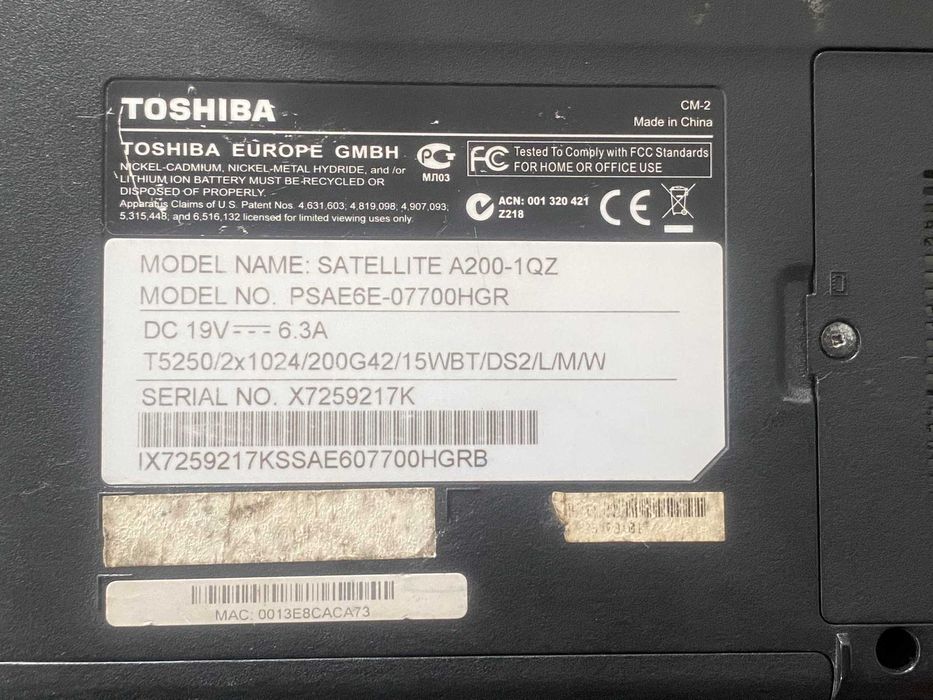 TOSHIBA
CM-2
Made in China
TOSHIBA EUROPE GMBH
NICKEL-CADMIUM, NICKEL-METAL HYDRIDE, and/or
LITHIUM ION BATTERY MUST BE RECYCLED OR
DISPOSED OF PROPERLY.
Apparatus Claims of U.S. Patent Nos. 4,631,603; 4,819,098; 4,907,093;
5,315,448; and 6,516,132 licensed for limited viewing uses only.
МЛ03
FC Tested To Comply with FCC Standards
FOR HOME OR OFFICE USE
ACN: 001 320 421
Z218
CE
MODEL NAME: SATELLITE A200-1QZ
MODEL NO. PSAE6E-07700HGR
DC 19V 6.3A
T5250/2x1024/200G42/15WBT/DS2/L/M/W
SERIAL NO. X7259217K
IX7259217KSSAE607700HGRB
MAC: 0013E8CACA73